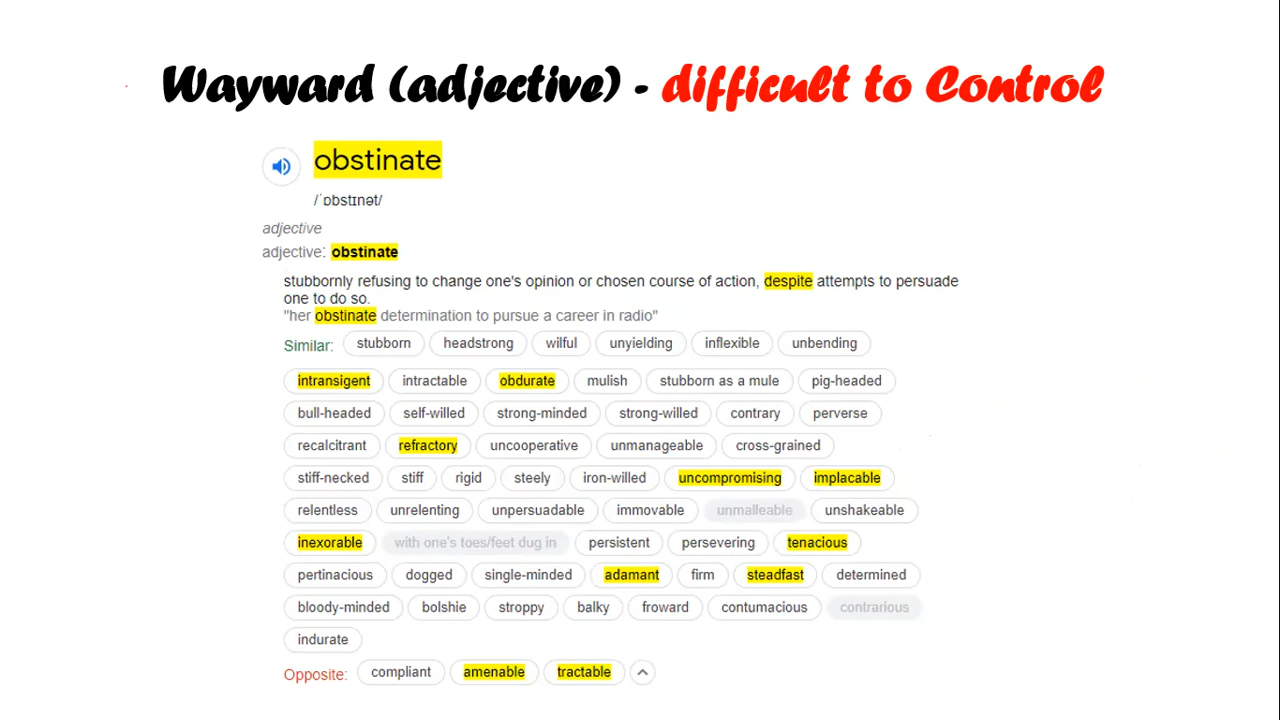 Wayward (adjective) - difficult to Control
obstinate
/ˈɒbstɪnət/
adjective
adjective: obstinate
stubbornly refusing to change one's opinion or chosen course of action, despite attempts to persuade
one to do so.
"her obstinate determination to pursue a career in radio"
Similar: stubborn headstrong wilful unyielding inflexible unbending
intransigent intractable obdurate mulish stubborn as a mule pig-headed
bull-headed self-willed strong-minded strong-willed contrary perverse
recalcitrant refractory uncooperative unmanageable cross-grained
stiff-necked stiff rigid steely iron-willed uncompromising implacable
relentless unrelenting unpersuadable immovable unmalleable unshakeable
inexorable with one's toes/feet dug in persistent persevering tenacious
pertinacious dogged single-minded adamant firm steadfast determined
bloody-minded bolshie stroppy balky froward contumacious contrarious
indurate
Opposite: compliant amenable tractable